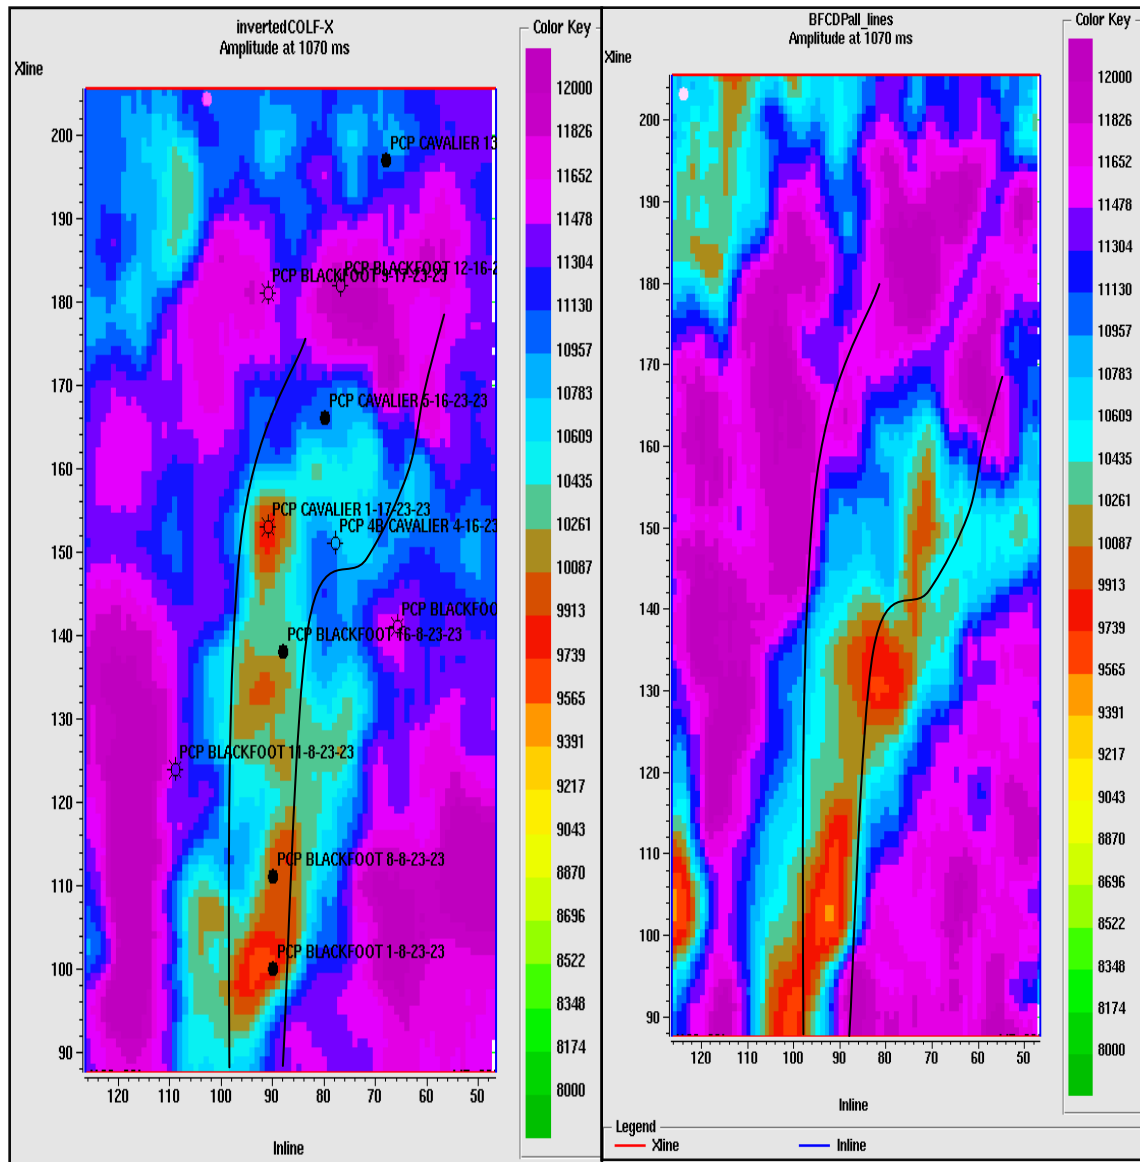 invertedCOLF-X
Amplitude at 1070 ms
Xline
Color Key
12000
11826
11652
11478
11304
11130
10957
10783
10609
10435
10261
10087
9913
9739
9565
9391
9217
9043
8870
8696
8522
8348
8174
8000
200
190
180
170
160
150
140
130
120
110
100
90
PCP CAVALIER 13
PCP BLACKFOOT 12-16-2
PCP BLACKFOOT 9-17-23-23
PCP CAVALIER 5-16-23-23
PCP CAVALIER 1-17-23-23
PCP 4B CAVALIER 4-16-23
PCP BLACKFOO
PCP BLACKFOOT 16-8-23-23
PCP BLACKFOOT 11-8-23-23
PCP BLACKFOOT 8-8-23-23
PCP BLACKFOOT 1-8-23-23
120 110 100 90 80 70 60 50
Inline
BFCDPall_lines
Amplitude at 1070 ms
Xline
Color Key
12000
11826
11652
11478
11304
11130
10957
10783
10609
10435
10261
10087
9913
9739
9565
9391
9217
9043
8870
8696
8522
8348
8174
8000
200
190
180
170
160
150
140
130
120
110
100
90
120 110 100 90 80 70 60 50
Inline
Legend
Xline Inline